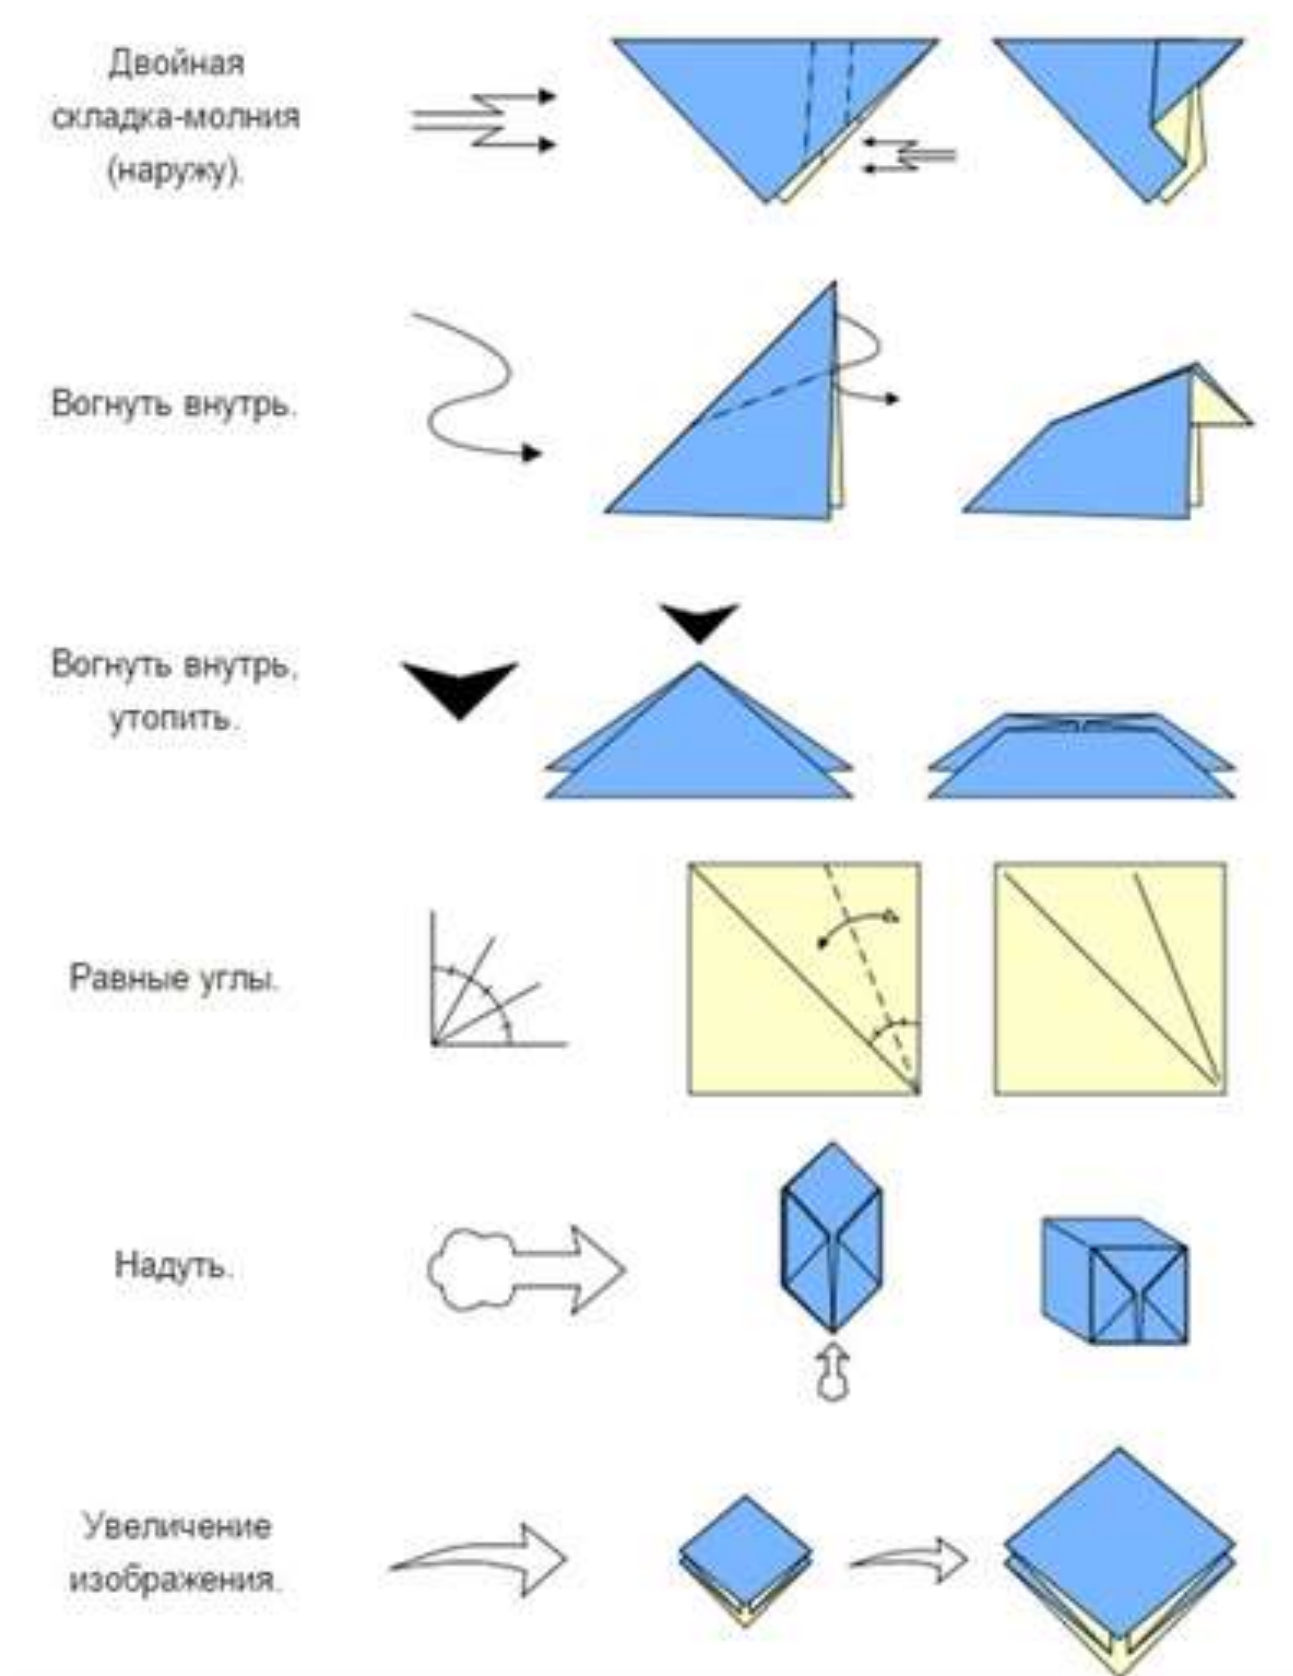 Двойная
складка-молния
(наружу).
Вогнуть внутрь.
Вогнуть внутрь,
утопить.
Равные углы.
Надуть.
Увеличение
изображения.